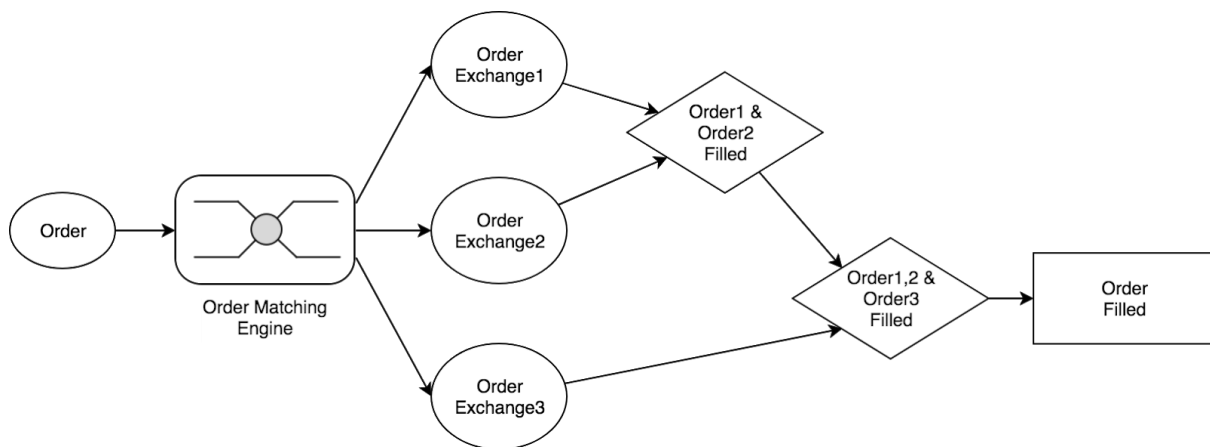 Order
Order Matching
Engine
Order
Exchange1
Order
Exchange2
Order
Exchange3
Order1 &
Order2
Filled
Order1,2 &
Order3
Filled
Order
Filled